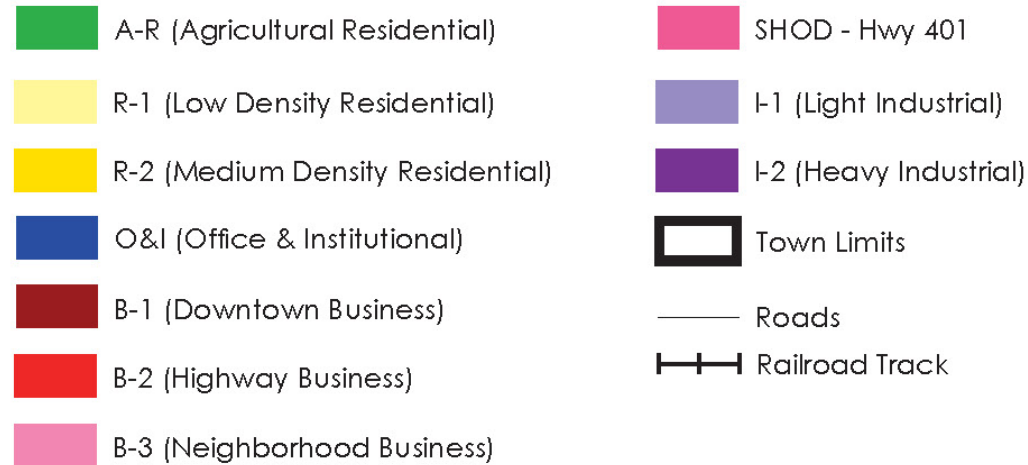 A-R (Agricultural Residential)
R-1 (Low Density Residential)
R-2 (Medium Density Residential)
O&I (Office & Institutional)
B-1 (Downtown Business)
B-2 (Highway Business)
B-3 (Neighborhood Business)
SHOD - Hwy 401
I-1 (Light Industrial)
I-2 (Heavy Industrial)
Town Limits
Roads
Railroad Track